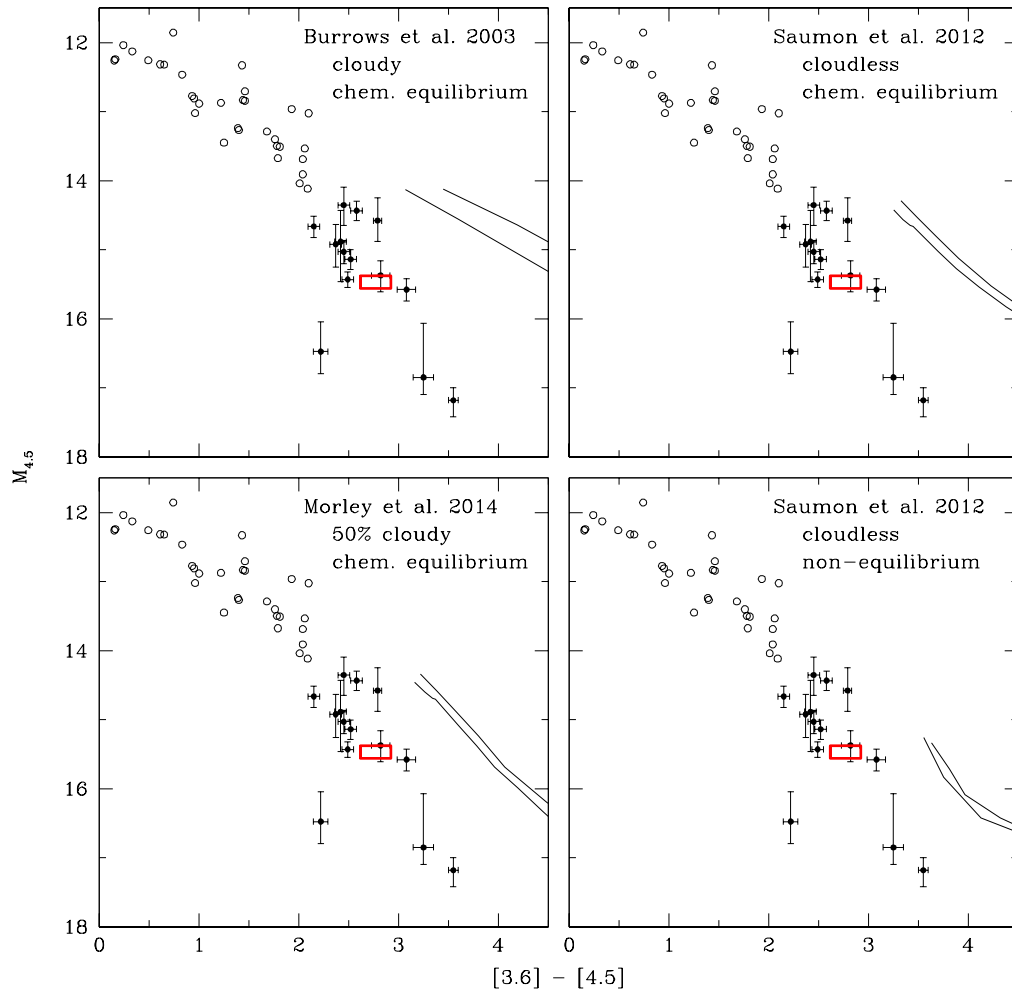 Burrows et al. 2003
cloudy
chem. equilibrium
Saumon et al. 2012
cloudless
chem. equilibrium
12
14
16
18
Morley et al. 2014
50% cloudy
chem. equilibrium
Saumon et al. 2012
cloudless
non-equilibrium
12
14
16
18
M4.5
0 1 2 3 4
0 1 2 3 4
[3.6] − [4.5]